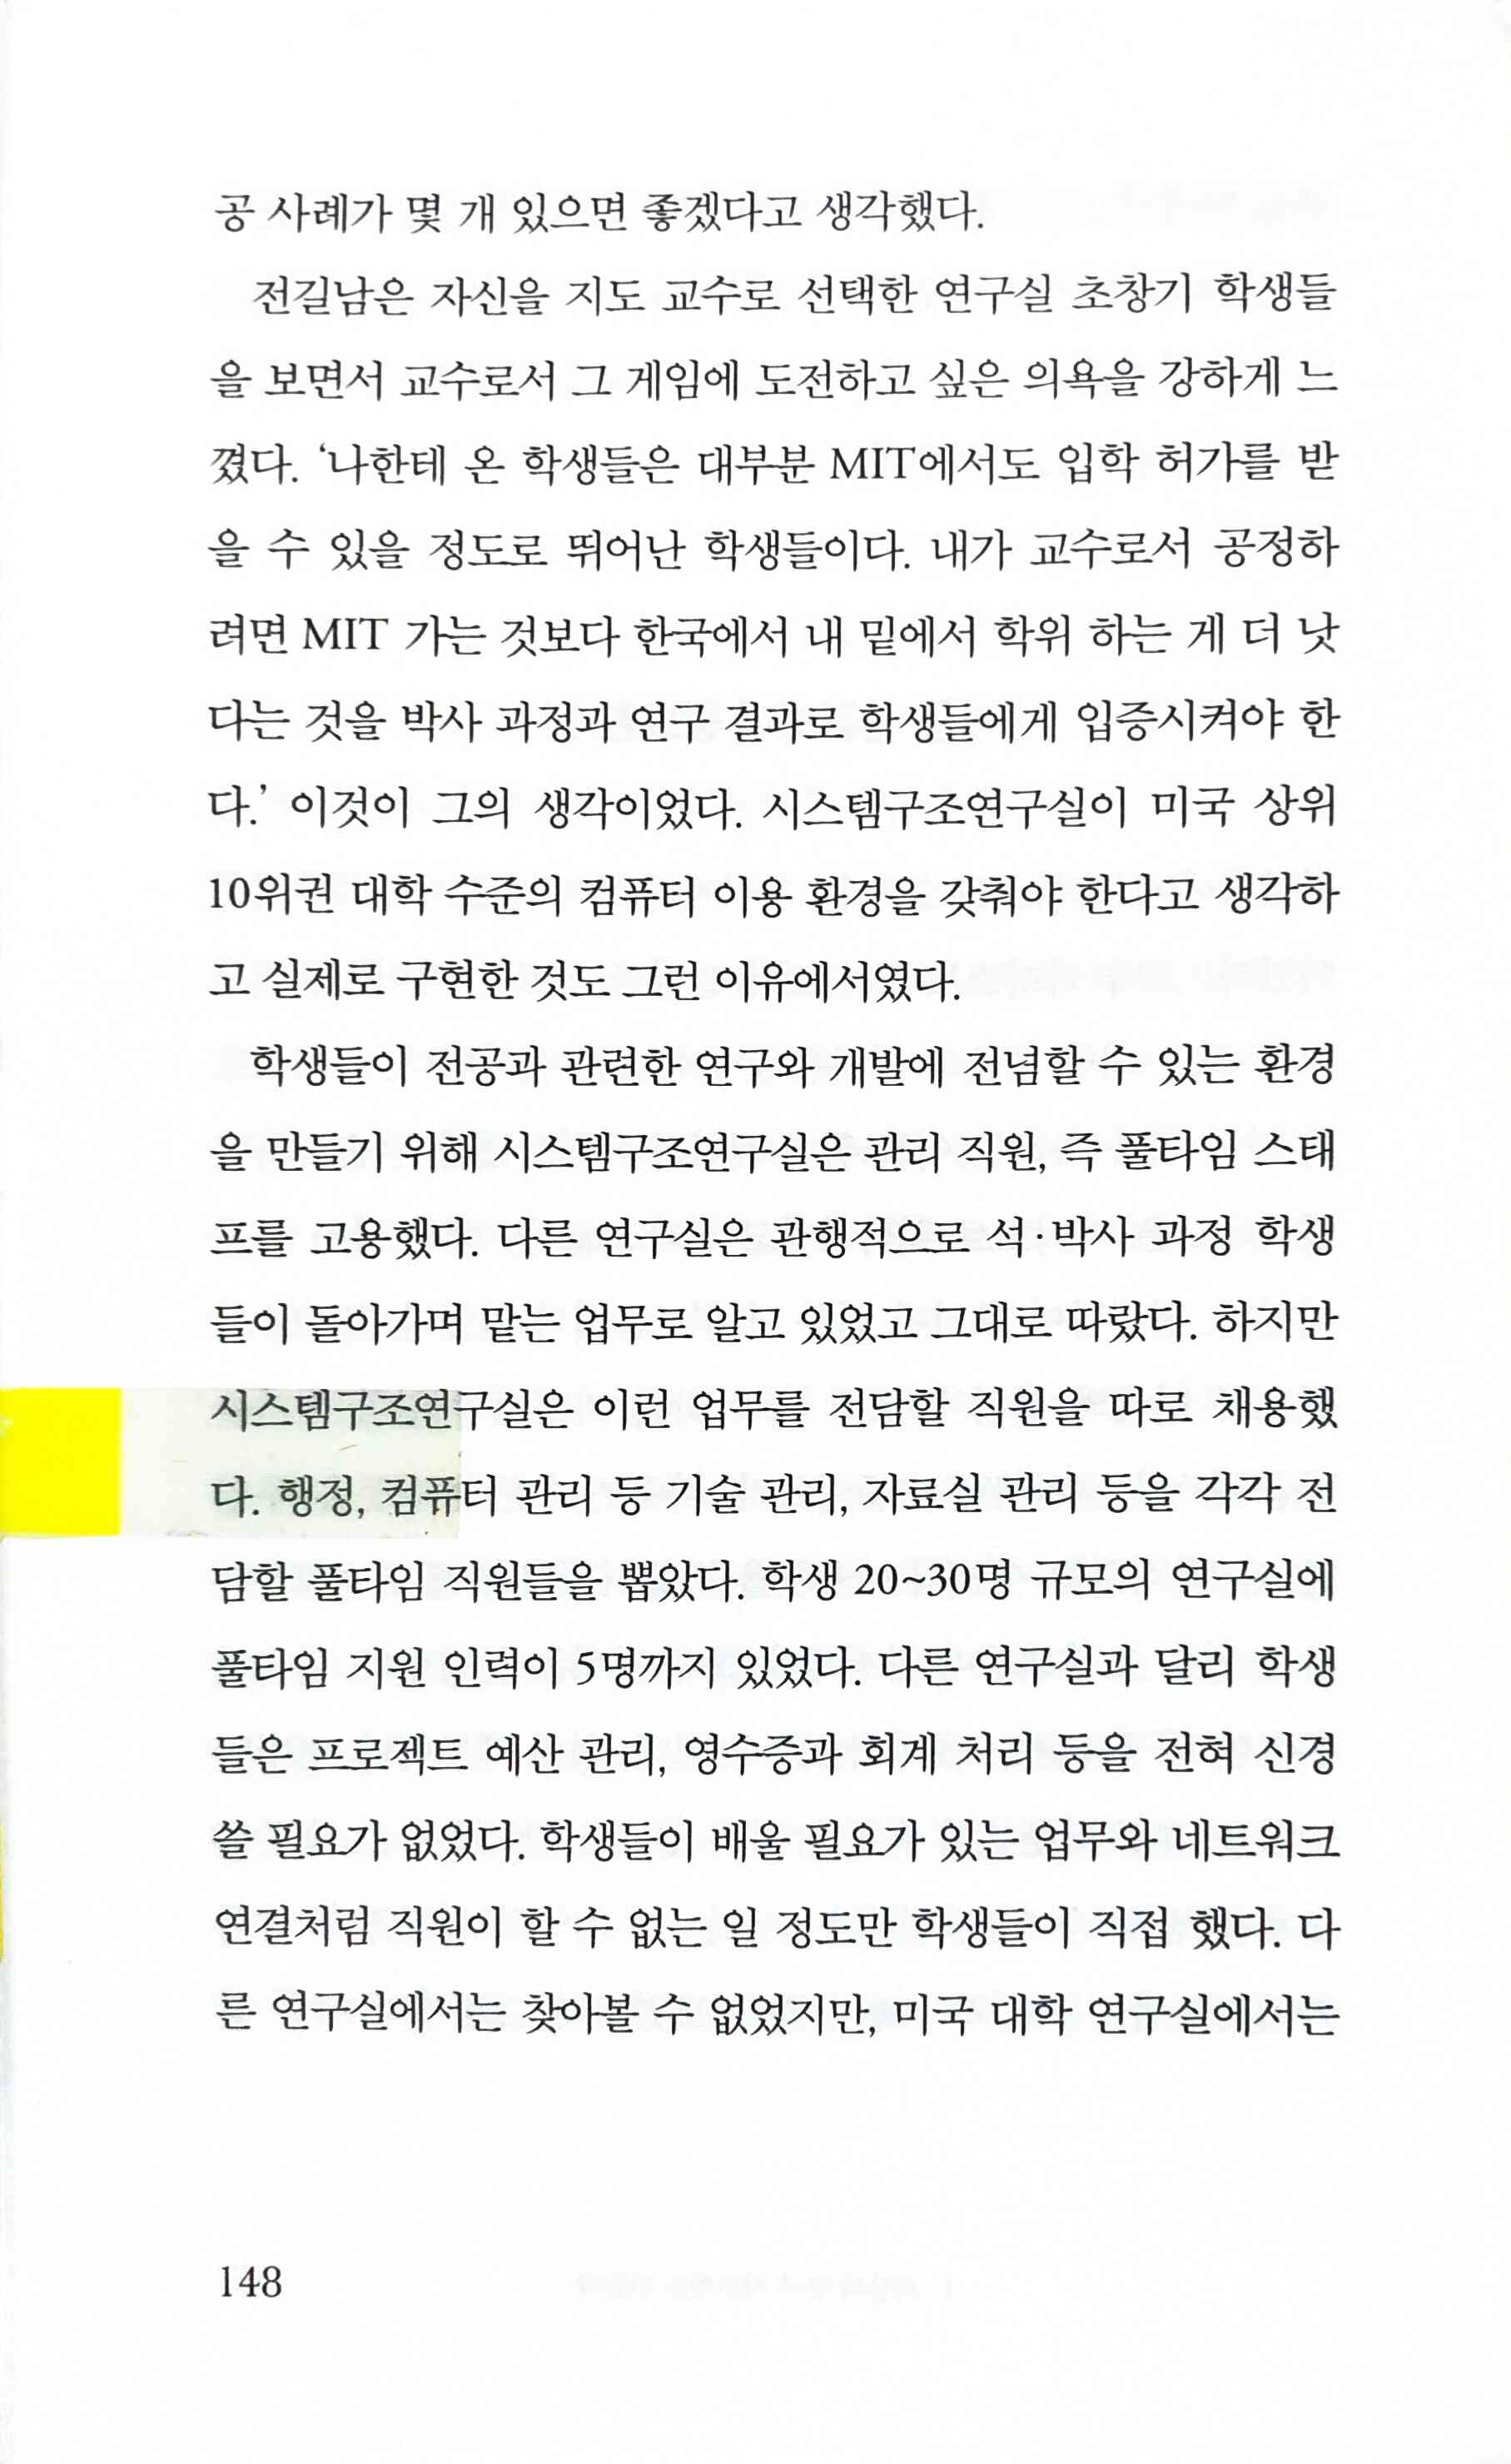 공 사례가 몇 개 있으면 좋겠다고 생각했다.
전길남은 자신을 지도 교수로 선택한 연구실 초창기 학생들
을 보면서 교수로서 그 게임에 도전하고 싶은 의욕을 강하게 느
꼈다. ‘나한테 온 학생들은 대부분 MIT에서도 입학 허가를 받
을 수 있을 정도로 뛰어난 학생들이다. 내가 교수로서 공정하
려면 MIT 가는 것보다 한국에서 내 밑에서 학위 하는 게 더 낫
다는 것을 박사 과정과 연구 결과로 학생들에게 입증시켜야 한
다.’ 이것이 그의 생각이었다. 시스템구조연구실이 미국 상위
10위권 대학 수준의 컴퓨터 이용 환경을 갖춰야 한다고 생각하
고 실제로 구현한 것도 그런 이유에서였다.
학생들이 전공과 관련한 연구와 개발에 전념할 수 있는 환경
을 만들기 위해 시스템구조연구실은 관리 직원, 즉 풀타임 스태
프를 고용했다. 다른 연구실은 관행적으로 석·박사 과정 학생
들이 돌아가며 맡는 업무로 알고 있었고 그대로 따랐다. 하지만
시스템구조연구실은 이런 업무를 전담할 직원을 따로 채용했
다. 행정, 컴퓨터 관리 등 기술 관리, 자료실 관리 등을 각각 전
담할 풀타임 직원들을 뽑았다. 학생 20~30명 규모의 연구실에
풀타임 지원 인력이 5명까지 있었다. 다른 연구실과 달리 학생
들은 프로젝트 예산 관리, 영수증과 회계 처리 등을 전혀 신경
쓸 필요가 없었다. 학생들이 배울 필요가 있는 업무와 네트워크
연결처럼 직원이 할 수 없는 일 정도만 학생들이 직접 했다. 다
른 연구실에서는 찾아볼 수 없었지만, 미국 대학 연구실에서는
148